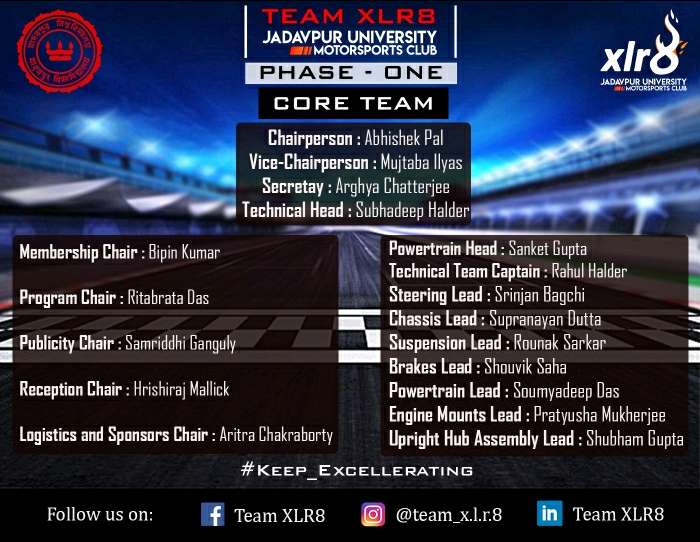 TEAM XLR8
JADAVPUR UNIVERSITY
MOTORSPORTS CLUB
PHASE - ONE
CORE TEAM
xlr8
JADAVPUR UNIVERSITY
MOTORSPORTS CLUB
Chairperson : Abhishek Pal
Vice-Chairperson : Mujtaba Ilyas
Secretay : Arghya Chatterjee
Technical Head : Subhadeep Halder
Membership Chair : Bipin Kumar
Program Chair : Ritabrata Das
Publicity Chair : Samriddhi Ganguly
Reception Chair : Hrishiraj Mallick
Logistics and Sponsors Chair : Aritra Chakraborty
Powertrain Head : Sanket Gupta
Technical Team Captain : Rahul Halder
Steering Lead : Srinjan Bagchi
Chassis Lead : Supranayan Dutta
Suspension Lead : Rounak Sarkar
Brakes Lead : Shouvik Saha
Powertrain Lead : Soumyadeep Das
Engine Mounts Lead : Pratyusha Mukherjee
Upright Hub Assembly Lead : Shubham Gupta
#Keep_Excellerating
Follow us on:
Team XLR8
@team_x.l.r.8
Team XLR8